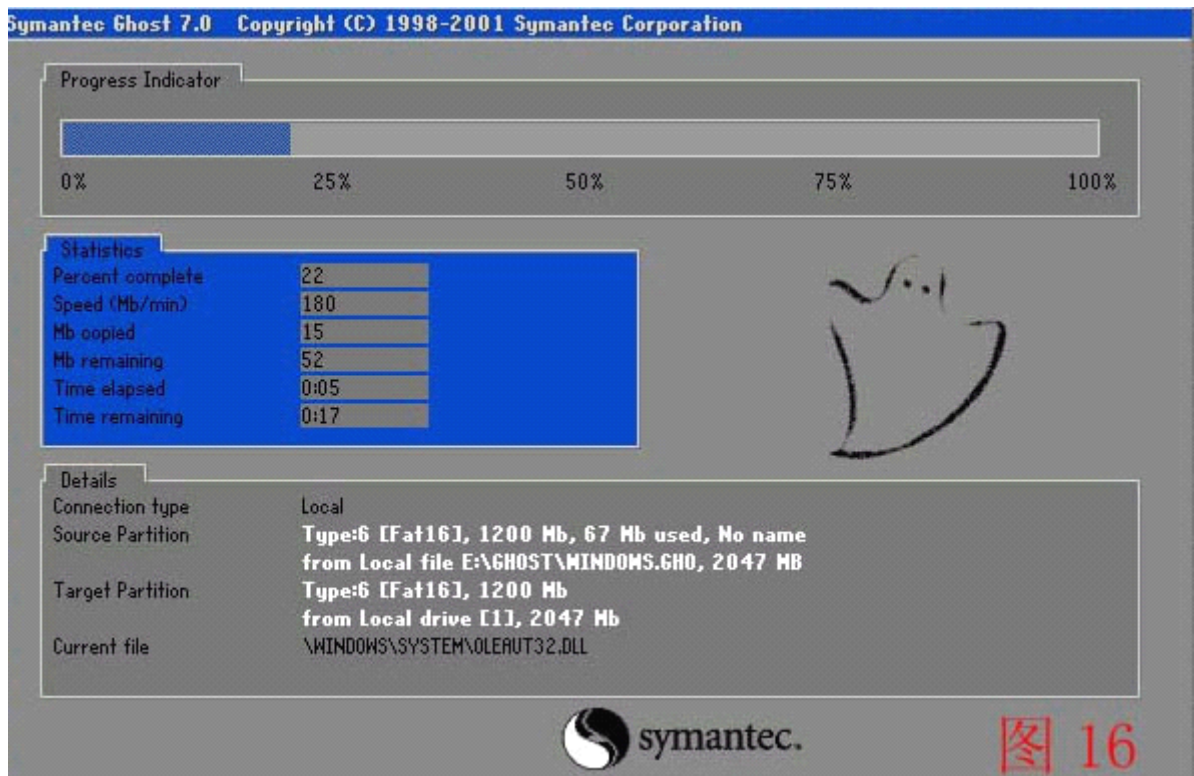 Symantec Ghost 7.0 Copyright (C) 1998-2001 Symantec Corporation
Progress Indicator
0% 25% 50% 75% 100%
Statistics
Percent complete 22
Speed (Mb/min) 180
Mb copied 15
Mb remaining 52
Time elapsed 0:05
Time remaining 0:17
Details
Connection type Local
Source Partition Type:6 [Fat16], 1200 Mb, 67 Mb used, No name
from Local file E:\GHOST\WINDOWS.GHO, 2047 MB
Target Partition Type:6 [Fat16], 1200 Mb
from Local drive [1], 2047 Mb
Current file \WINDOWS\SYSTEM\OLEAUT32.DLL
symantec.
图 16